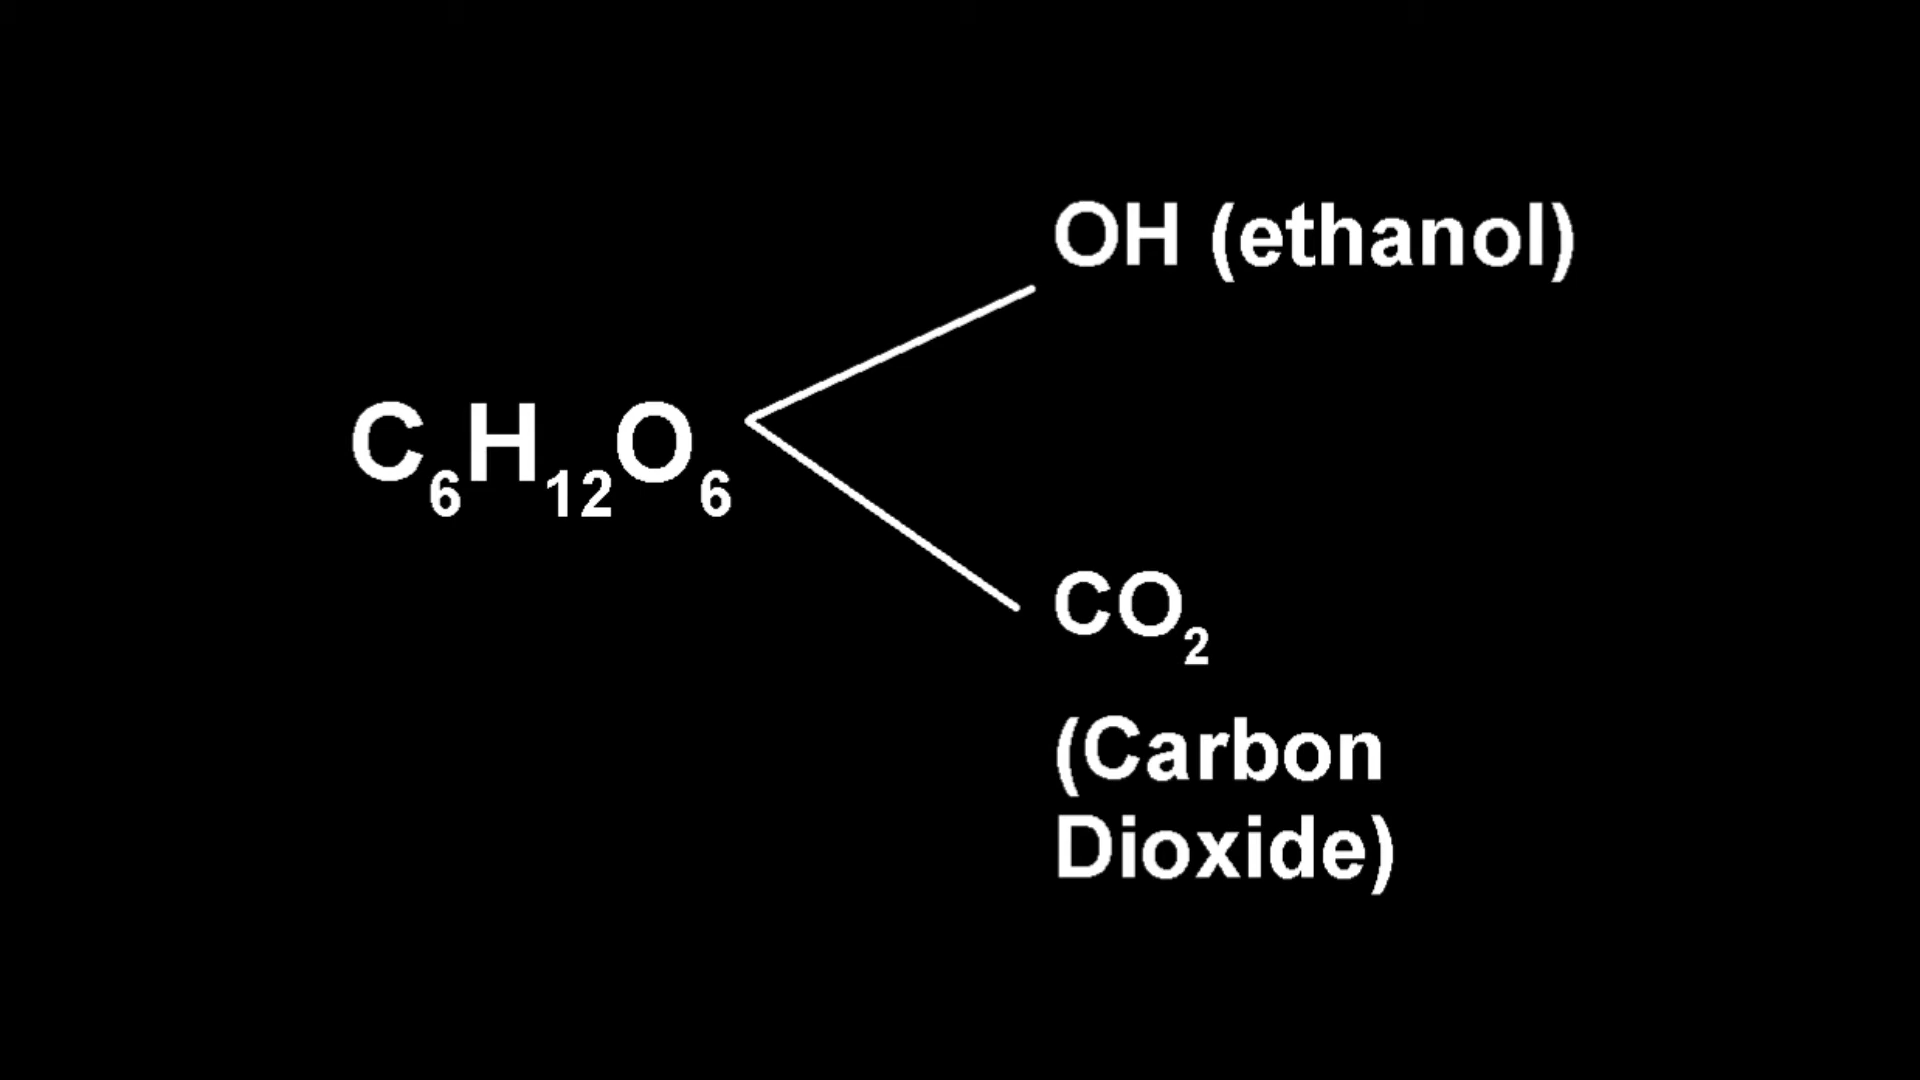 OH (ethanol)
C₆H₁₂O₆
CO₂
(Carbon
Dioxide)